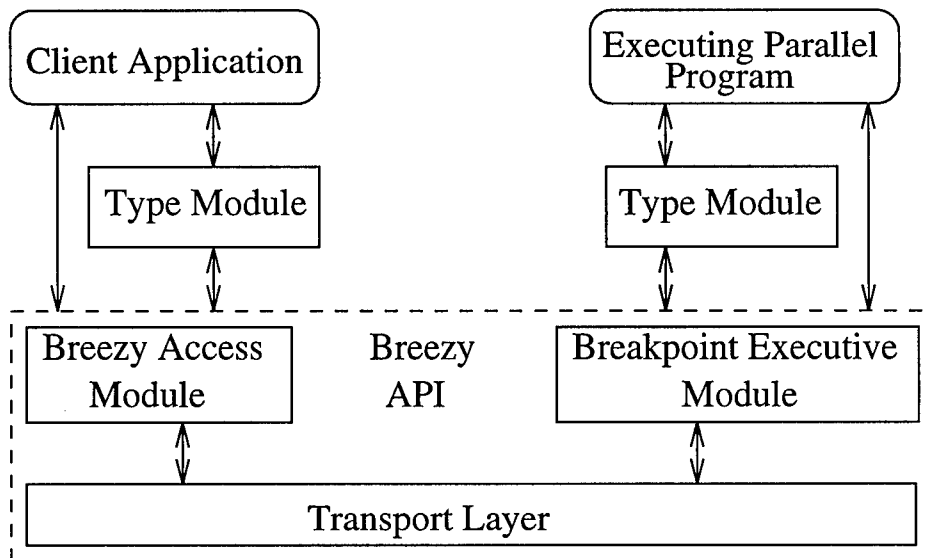 Client Application
Executing Parallel
Program
Type Module
Type Module
Breezy Access
Module
Breezy
API
Breakpoint Executive
Module
Transport Layer